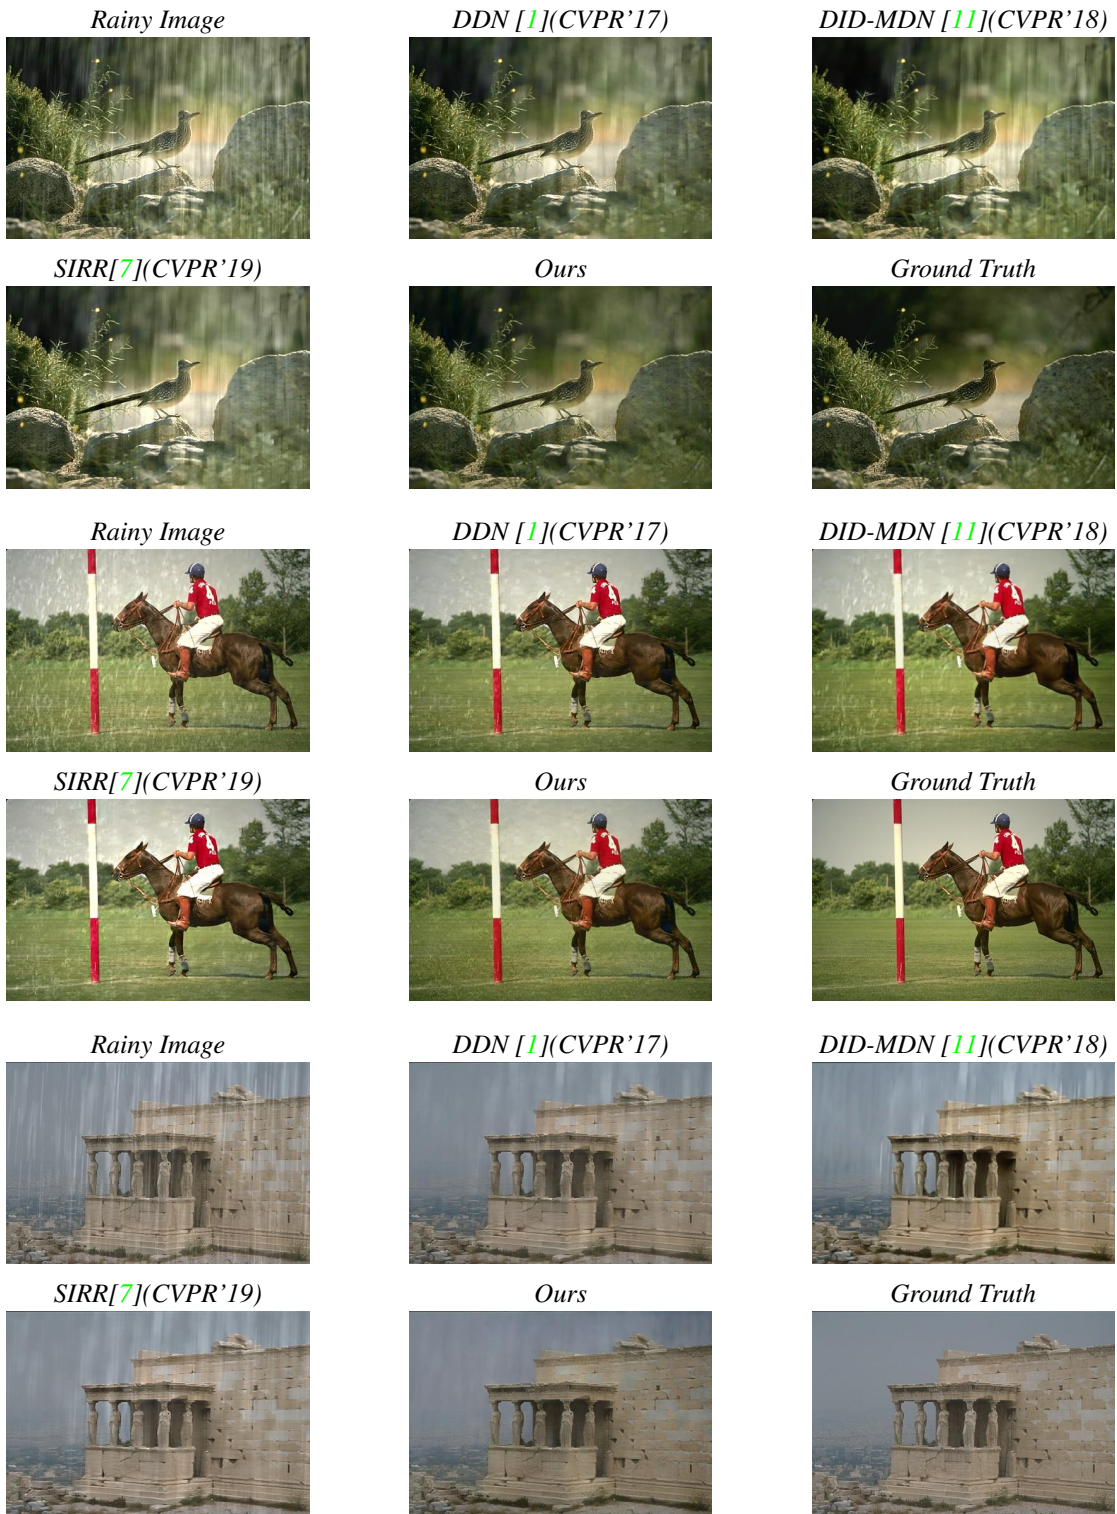 Rainy Image
DDN [1](CVPR'17)
DID-MDN [11](CVPR'18)
SIRR[7](CVPR'19)
Ours
Ground Truth
Rainy Image
DDN [1](CVPR'17)
DID-MDN [11](CVPR'18)
SIRR[7](CVPR'19)
Ours
Ground Truth
Rainy Image
DDN [1](CVPR'17)
DID-MDN [11](CVPR'18)
SIRR[7](CVPR'19)
Ours
Ground Truth